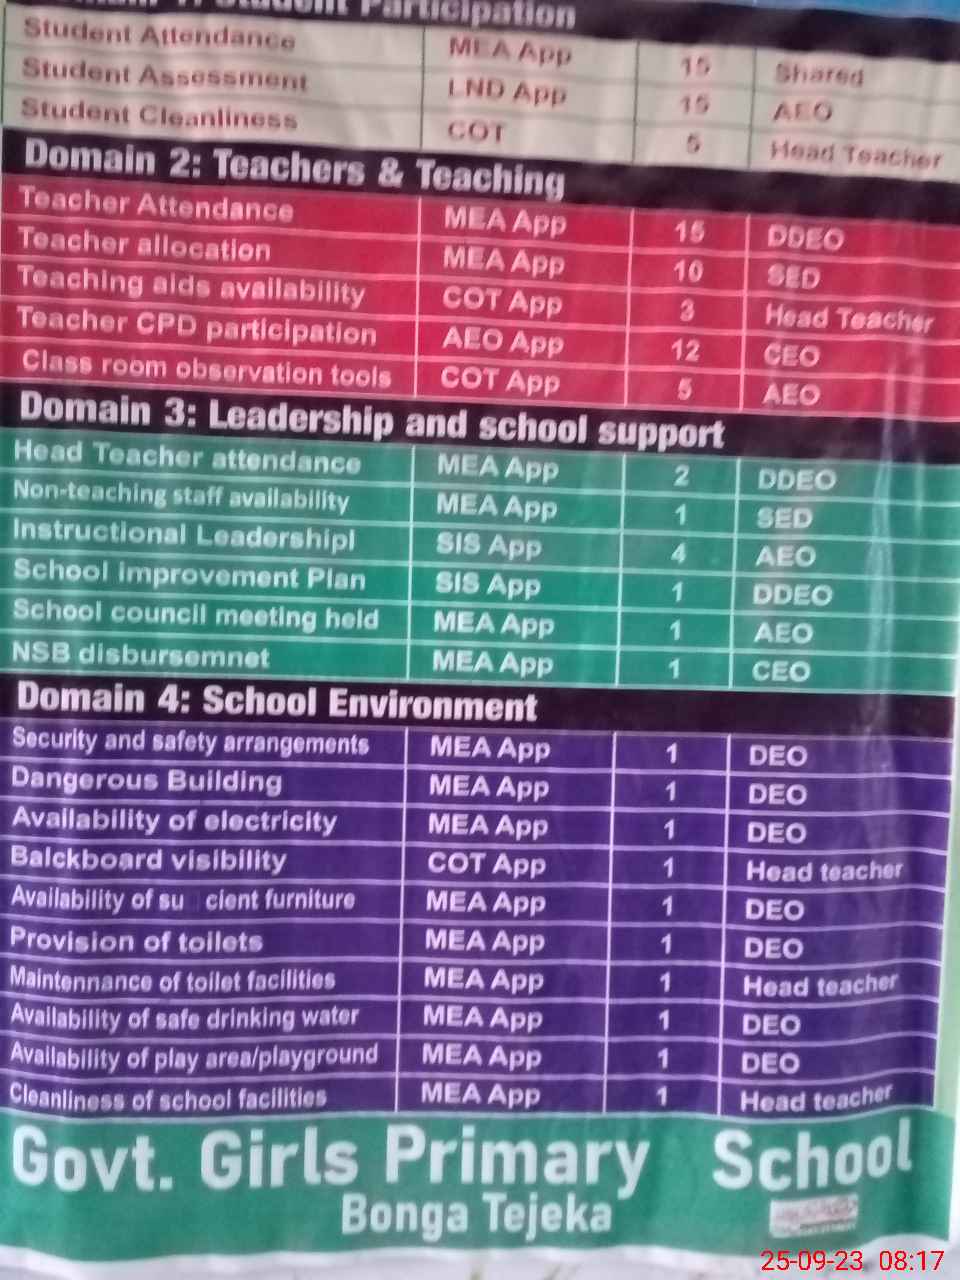 Domain 1: Student Participation
Student Attendance MEA App 15 Shared
Student Assessment LND App 15 AEO
Student Cleanliness COT 5 Head Teacher
Domain 2: Teachers & Teaching
Teacher Attendance MEA App 15 DDEO
Teacher allocation MEA App 10 SED
Teaching aids availability COT App 3 Head Teacher
Teacher CPD participation AEO App 12 CEO
Class room observation tools COT App 5 AEO
Domain 3: Leadership and school support
Head Teacher attendance MEA App 2 DDEO
Non-teaching staff availability MEA App 1 SED
Instructional Leadershipl SIS App 4 AEO
School improvement Plan SIS App 1 DDEO
School council meeting held MEA App 1 AEO
NSB disbursemnet MEA App 1 CEO
Domain 4: School Environment
Security and safety arrangements MEA App 1 DEO
Dangerous Building MEA App 1 DEO
Availability of electricity MEA App 1 DEO
Balckboard visibility COT App 1 Head teacher
Availability of su cient furniture MEA App 1 DEO
Provision of toilets MEA App 1 DEO
Maintennance of toilet facilities MEA App 1 Head teacher
Availability of safe drinking water MEA App 1 DEO
Availability of play area/playground MEA App 1 DEO
Cleanliness of school facilities MEA App 1 Head teacher
Govt. Girls Primary School
Bonga Tejeka
25-09-23 08:17